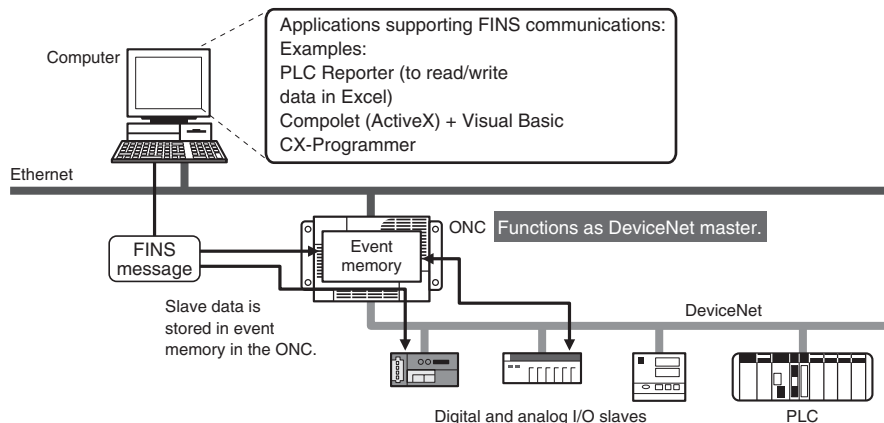 Computer
Applications supporting FINS communications:
Examples:
PLC Reporter (to read/write
data in Excel)
Compolet (ActiveX) + Visual Basic
CX-Programmer
Ethernet
ONC
Functions as DeviceNet master.
FINS
message
Event
memory
Slave data is
stored in event
memory in the ONC.
DeviceNet
Digital and analog I/O slaves
PLC